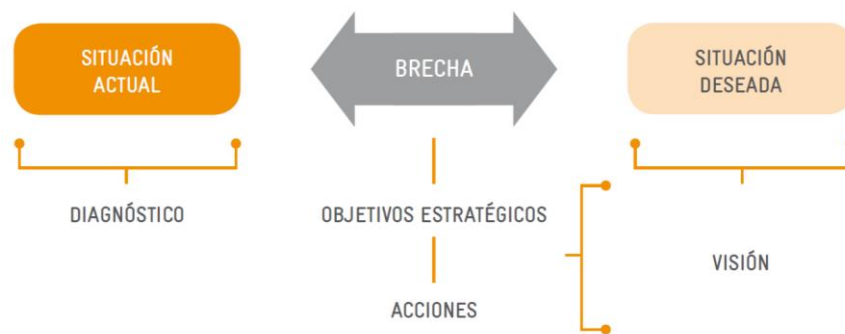 SITUACIÓN
ACTUAL
BRECHA
SITUACIÓN
DESEADA
DIAGNÓSTICO
OBJETIVOS ESTRATÉGICOS
ACCIONES
VISIÓN